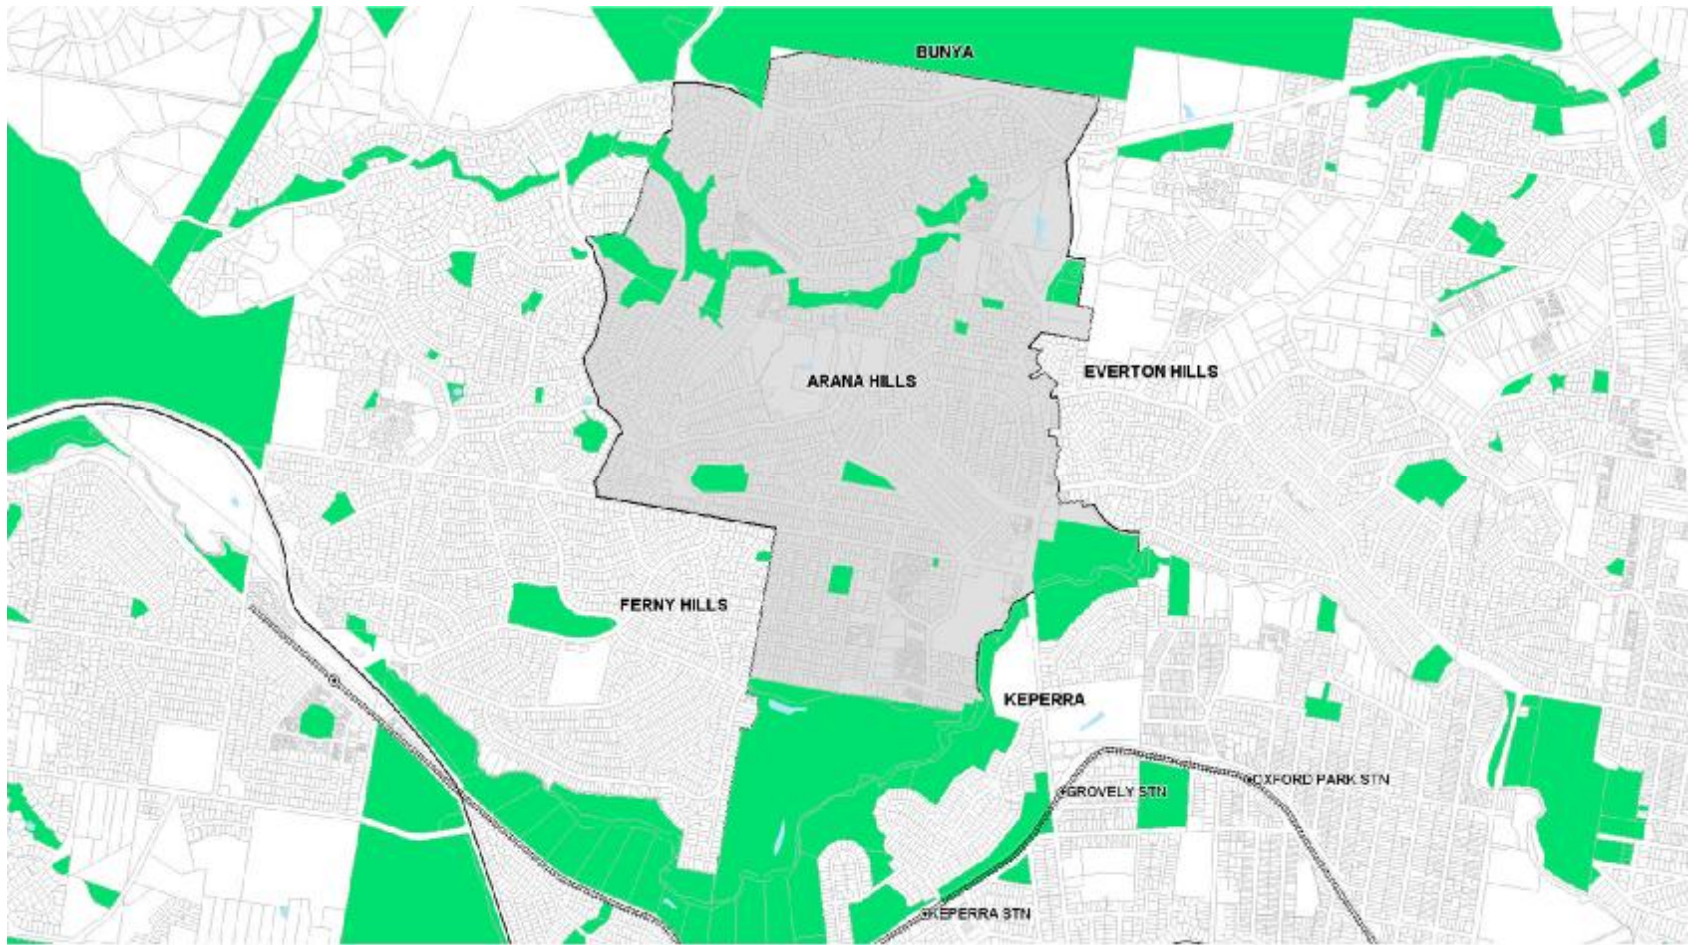 BUNYA
EVERTON HILLS
ARANA HILLS
FERNY HILLS
KEPERRA
OXFORD PARK STN
GROVELY STN
KEPERRA STN